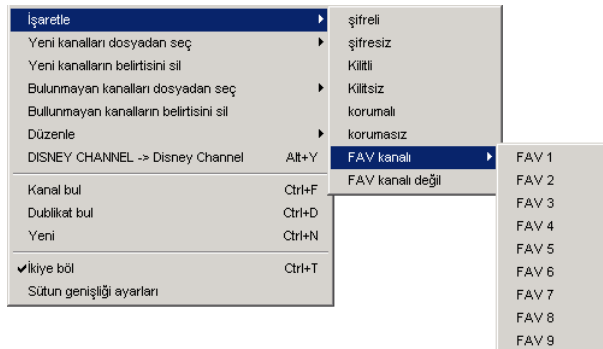 İşaretle
Yeni kanalları dosyadan seç
Yeni kanalların belirtisini sil
Bulunmayan kanalları dosyadan seç
Bullunmayan kanalların belirtisini sil
Düzenle
DISNEY CHANNEL -> Disney Channel Alt+Y
Kanal bul Ctrl+F
Dublikat bul Ctrl+D
Yeni Ctrl+N
İkiye böl Ctrl+T
Sütun genişliği ayarları
şifreli
şifresiz
Kilitli
Kilitsiz
korumalı
korumasız
FAV kanalı
FAV kanalı değil
FAV 1
FAV 2
FAV 3
FAV 4
FAV 5
FAV 6
FAV 7
FAV 8
FAV 9